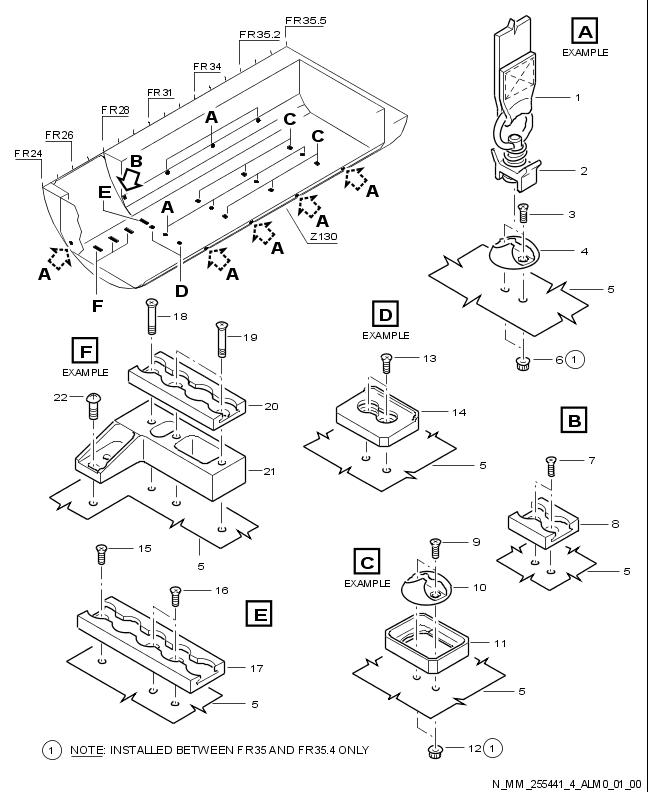 FR35.5
FR35.2
FR34
FR31
FR28
FR26
FR24
A
EXAMPLE
1
2
3
4
5
6 1
A
C
C
B
E
A
A
A
A
A
A
Z130
F
D
18
19
F
EXAMPLE
22
20
21
5
D
EXAMPLE
13
14
5
B
7
8
5
15
16
E
17
5
C
EXAMPLE
9
10
11
5
12 1
1 NOTE: INSTALLED BETWEEN FR35 AND FR35.4 ONLY
N_MM_255441_4_ALM0_01_00